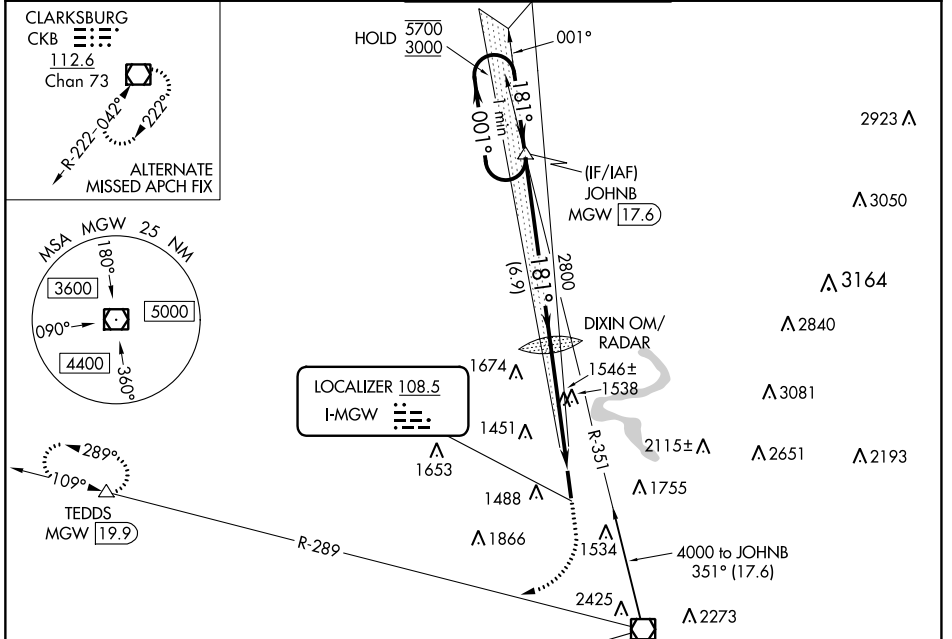 CLARKSBURG
CKB
112.6
Chan 73
R-222-042°
222°
ALTERNATE
MISSED APCH FIX
HOLD 5700
3000
001°
181°
1 min
001°
(IF/IAF)
JOHNB
MGW 17.6
2923
3050
3164
MSA MGW 25 NM
180°
3600
5000
090°
4400
360°
181°
(6.9)
2800
DIXIN OM/
RADAR
2840
1674
1546±
1538
3081
LOCALIZER 108.5
I-MGW
1451
1653
R-351
2115±
2651
2193
289°
109°
TEDDS
MGW 19.9
1488
1755
1866
1534
R-289
4000 to JOHNB
351° (17.6)
2425
2273